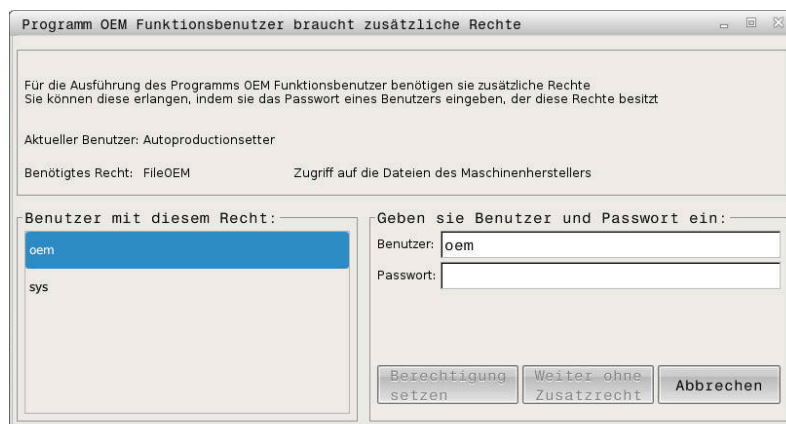 Programm OEM Funktionsbenutzer braucht zusätzliche Rechte
Für die Ausführung des Programms OEM Funktionsbenutzer benötigen sie zusätzliche Rechte
Sie können diese erlangen, indem sie das Passwort eines Benutzers eingeben, der diese Rechte besitzt
Aktueller Benutzer: Autoproductionsetter
Benötigtes Recht: FileOEM Zugriff auf die Dateien des Maschinenherstellers
Benutzer mit diesem Recht:
oem
sys
Geben sie Benutzer und Passwort ein:
Benutzer: oem
Passwort:
Berechtigung
setzen
Weiter ohne
Zusatzrecht
Abbrechen